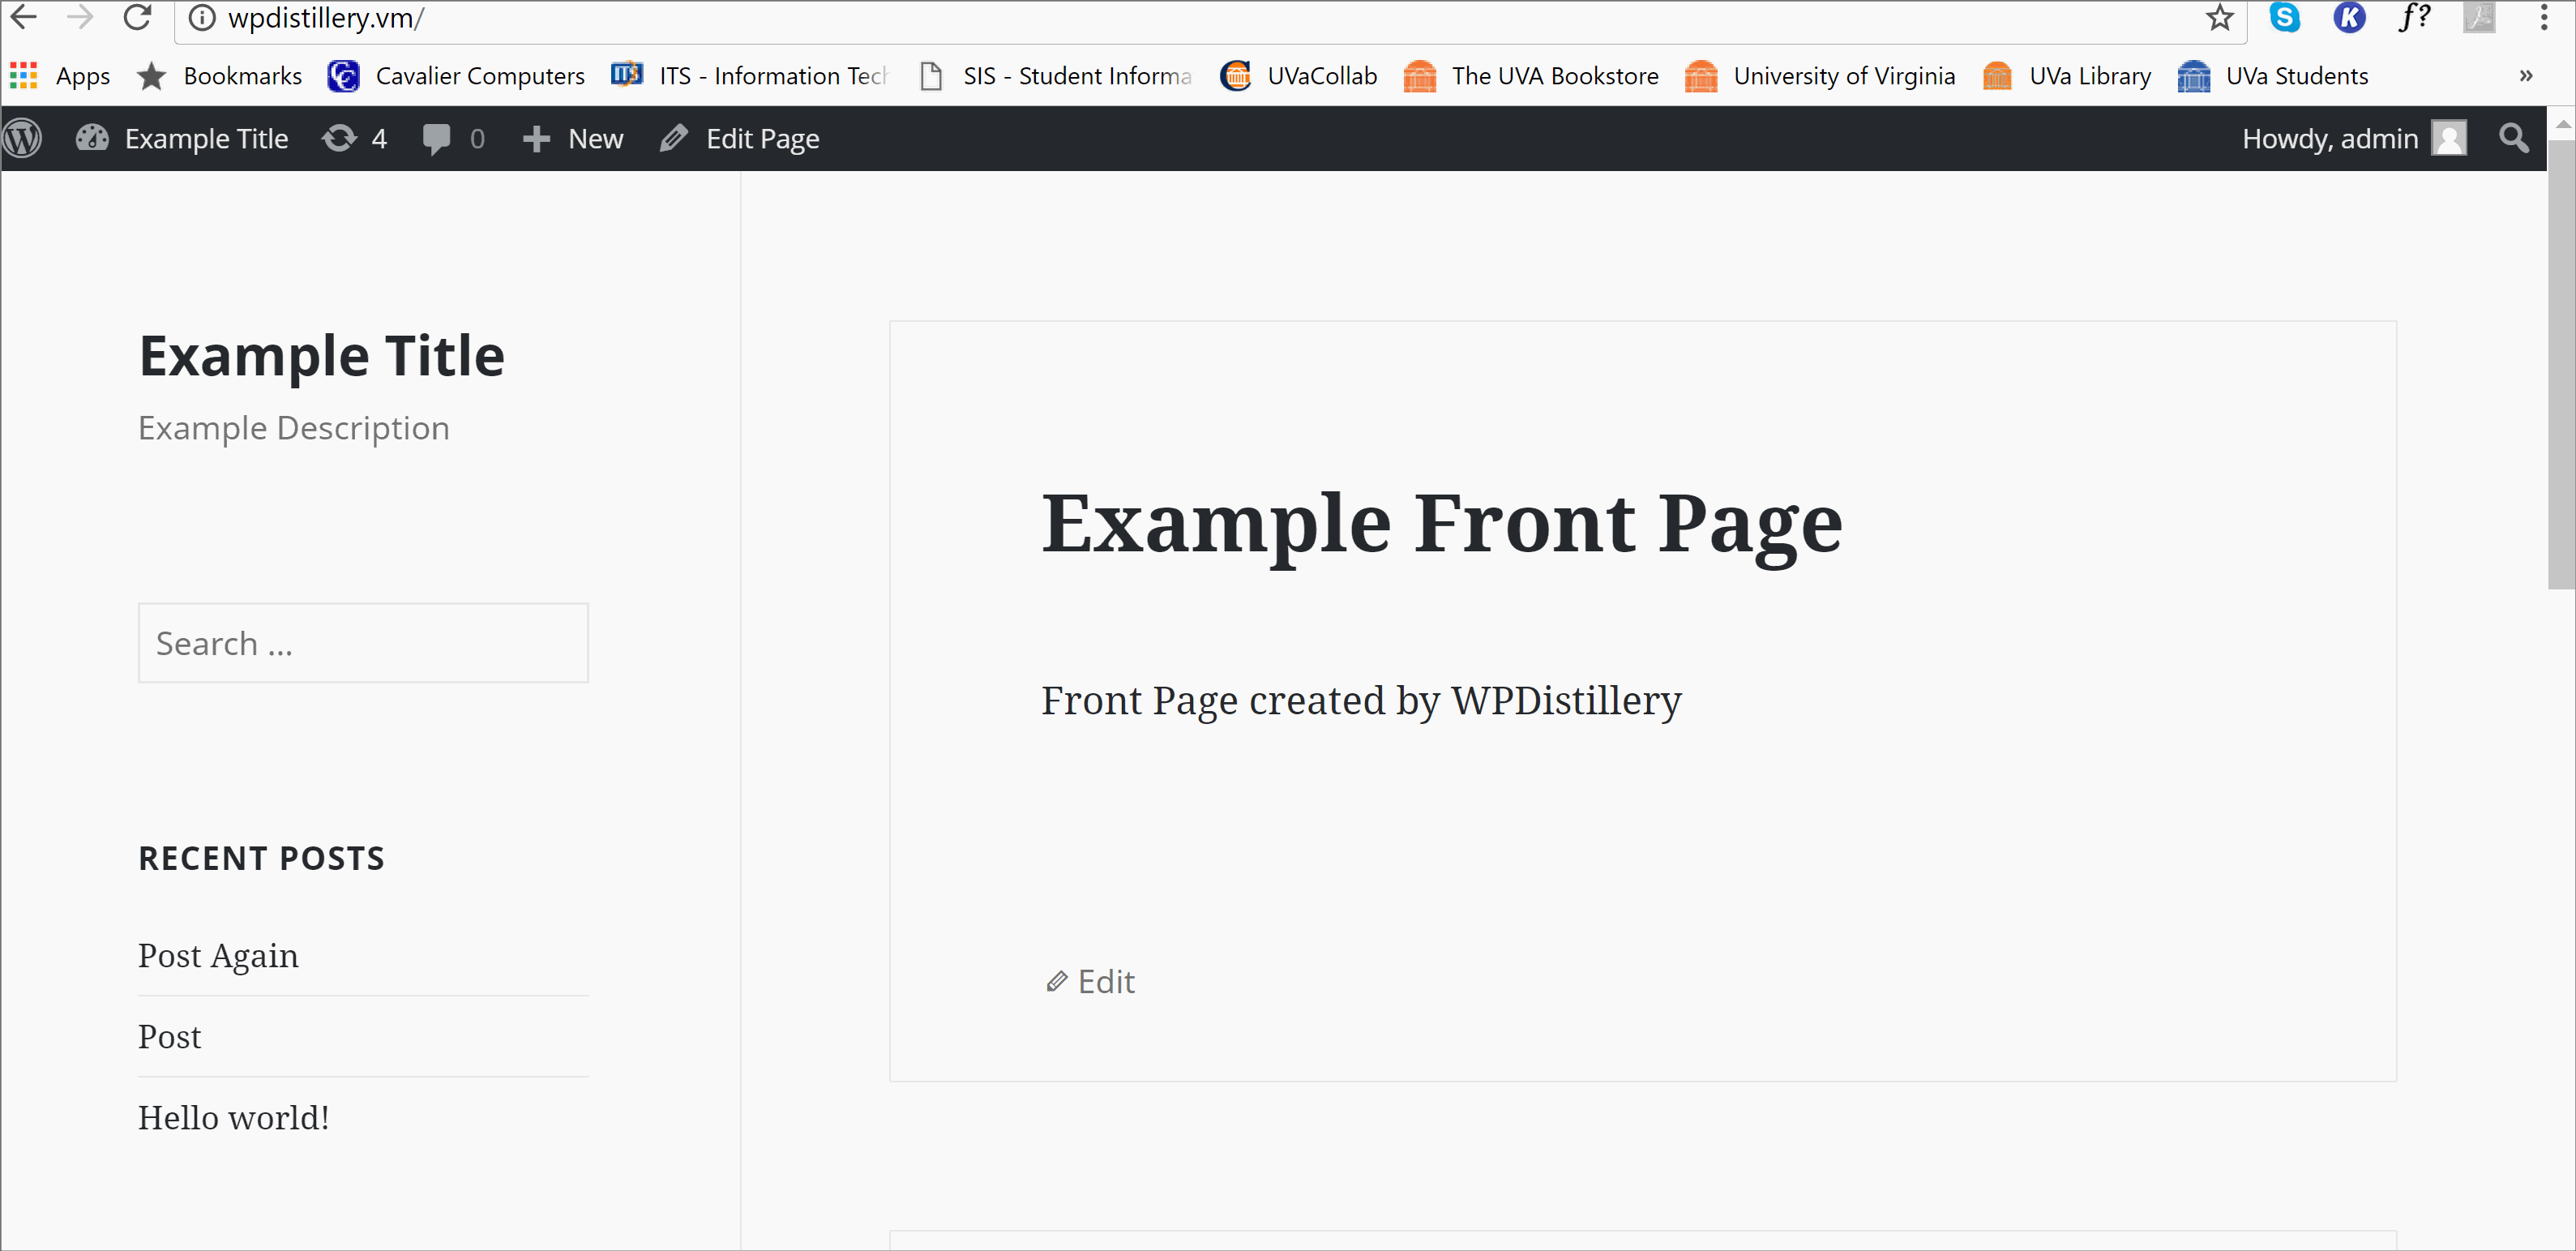 wpdistillery.vm/
Apps Bookmarks Cavalier Computers ITS - Information Tech SIS - Student Informa UVaCollab The UVA Bookstore University of Virginia UVa Library UVa Students »
Example Title 4 0 New Edit Page Howdy, admin
Example Title
Example Description
Search ...
RECENT POSTS
Post Again
Post
Hello world!
Example Front Page
Front Page created by WPDistillery
Edit